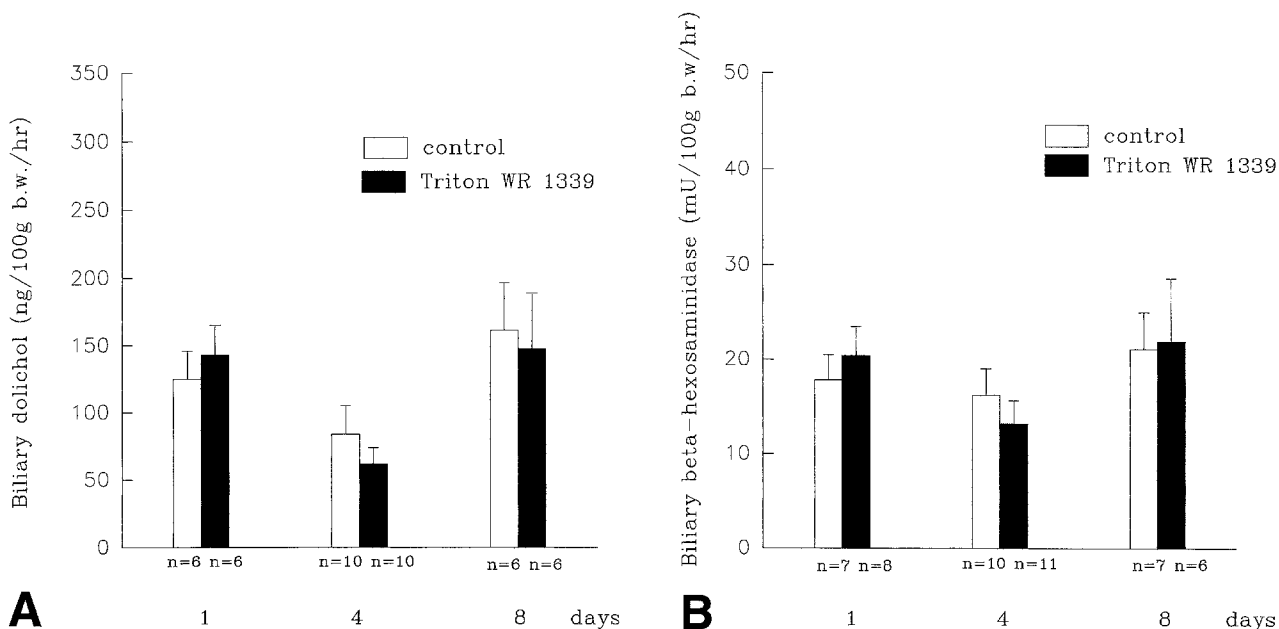 Biliary dolichol (ng/100g b.w./hr)
350
300
250
200
150
100
50
0
control
Triton WR 1339
n=6 n=6
n=10 n=10
n=6 n=6
1
4
8
days
A
Biliary beta-hexosaminidase (mU/100g b.w/hr)
50
40
30
20
10
0
control
Triton WR 1339
n=7 n=8
n=10 n=11
n=7 n=6
1
4
8
days
B